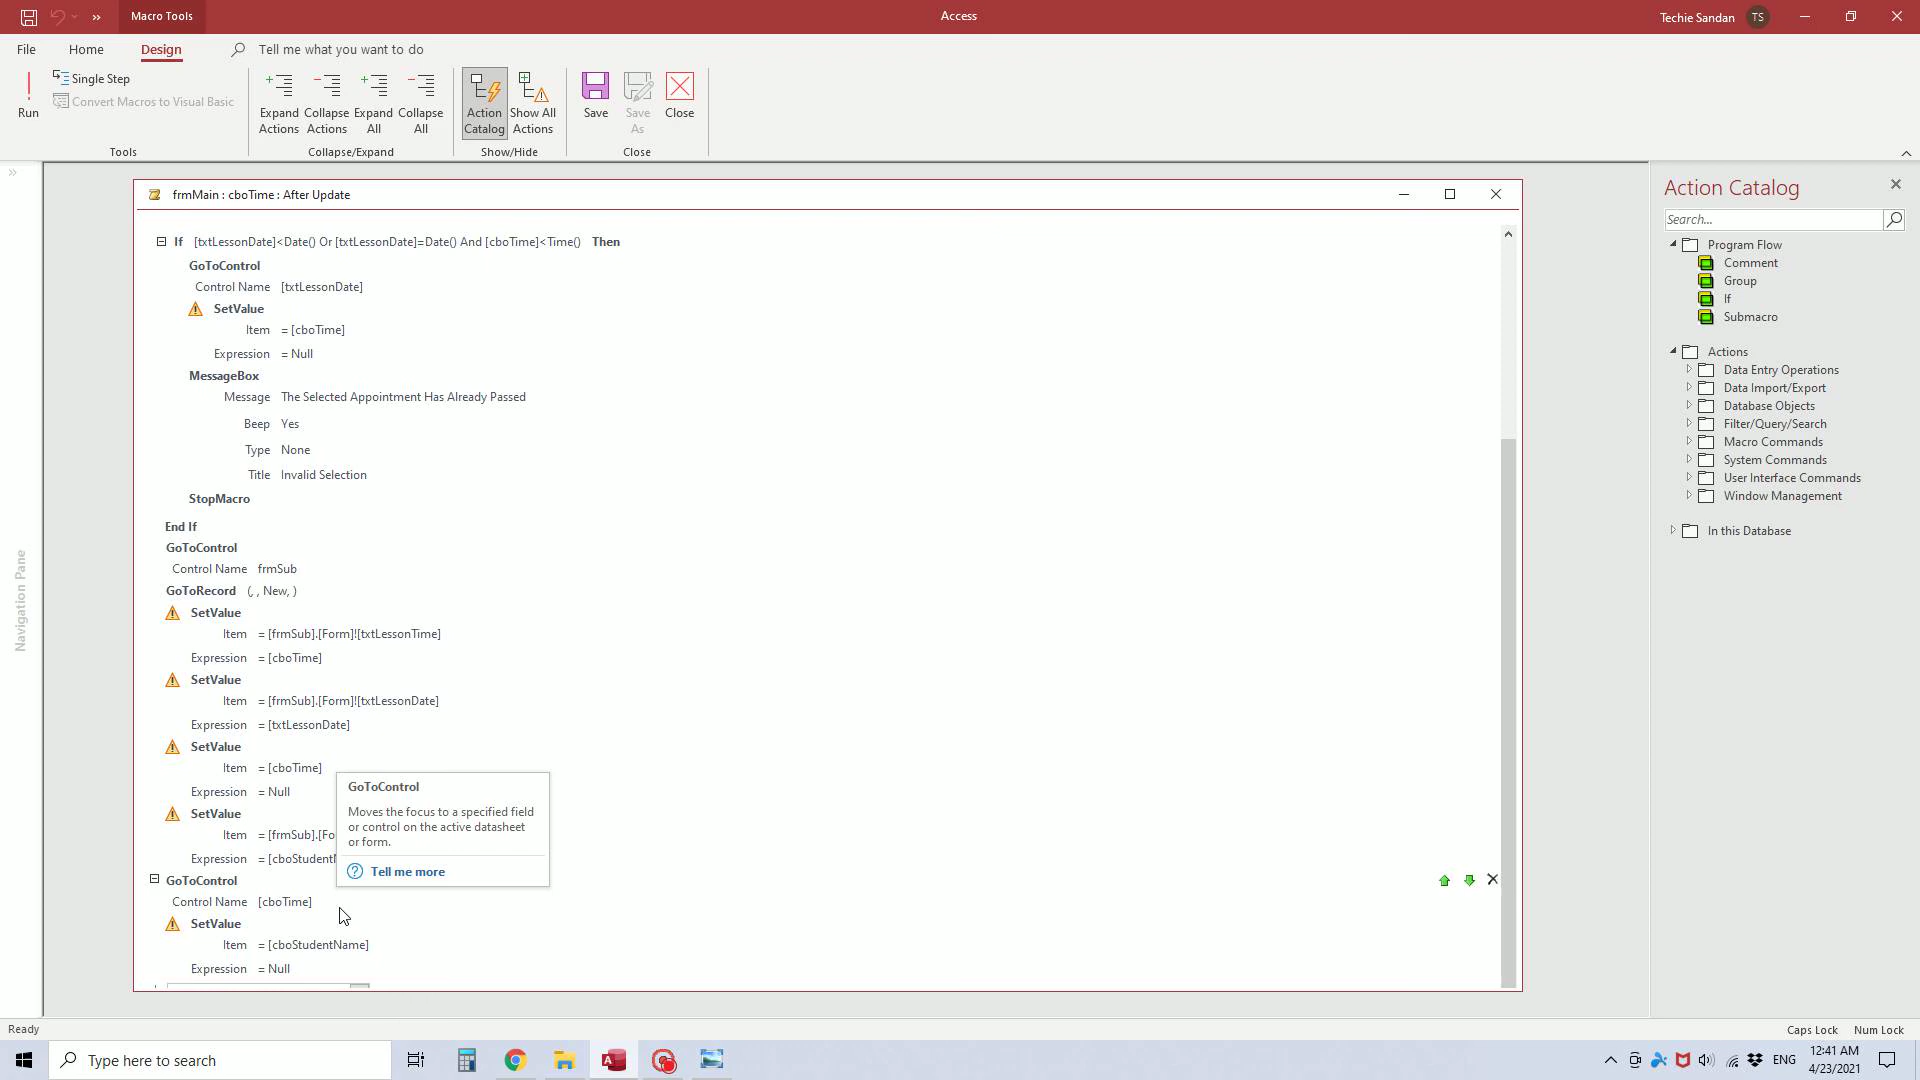 Macro Tools
Access
Techie Sandan TS
File Home Design Tell me what you want to do
Run
Single Step
Convert Macros to Visual Basic
Expand Actions
Collapse Actions
Expand All
Collapse All
Action Catalog
Show All Actions
Save
Save As
Close
Tools
Collapse/Expand
Show/Hide
Close
Navigation Pane
frmMain : cboTime : After Update
If [txtLessonDate]<Date() Or [txtLessonDate]=Date() And [cboTime]<Time() Then
GoToControl
Control Name [txtLessonDate]
SetValue
Item = [cboTime]
Expression = Null
MessageBox
Message The Selected Appointment Has Already Passed
Beep Yes
Type None
Title Invalid Selection
StopMacro
End If
GoToControl
Control Name frmSub
GoToRecord (, , New, )
SetValue
Item = [frmSub].[Form]![txtLessonTime]
Expression = [cboTime]
SetValue
Item = [frmSub].[Form]![txtLessonDate]
Expression = [txtLessonDate]
SetValue
Item = [cboTime]
Expression = Null
SetValue
Item = [frmSub].[Fo
Expression = [cboStudent
GoToControl
Control Name [cboTime]
SetValue
Item = [cboStudentName]
Expression = Null
GoToControl
Moves the focus to a specified field
or control on the active datasheet
or form.
Tell me more
Action Catalog
Search...
Program Flow
Comment
Group
If
Submacro
Actions
Data Entry Operations
Data Import/Export
Database Objects
Filter/Query/Search
Macro Commands
System Commands
User Interface Commands
Window Management
In this Database
Ready
Caps Lock Num Lock
Type here to search
ENG
12:41 AM
4/23/2021